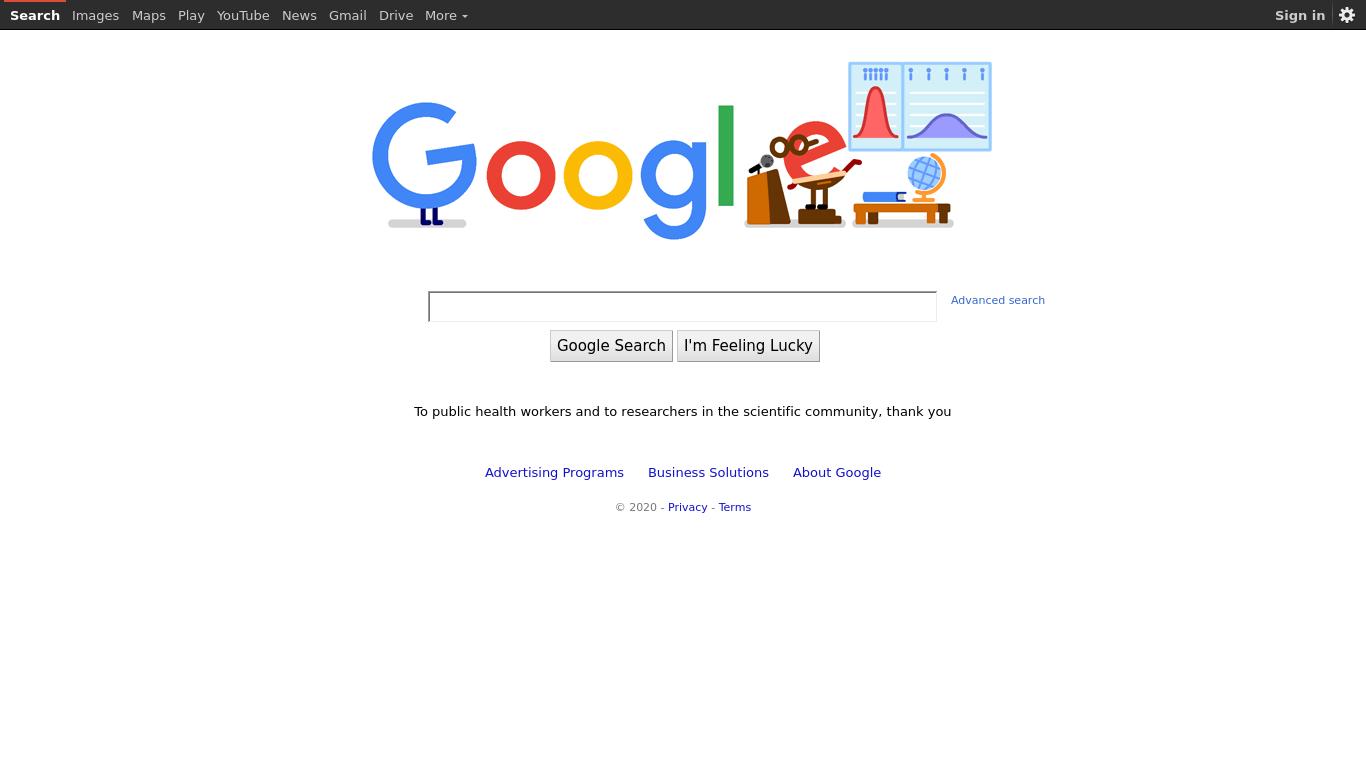 Search Images Maps Play YouTube News Gmail Drive More Sign in
Google
Advanced search
Google Search I'm Feeling Lucky
To public health workers and to researchers in the scientific community, thank you
Advertising Programs Business Solutions About Google
© 2020 - Privacy - Terms